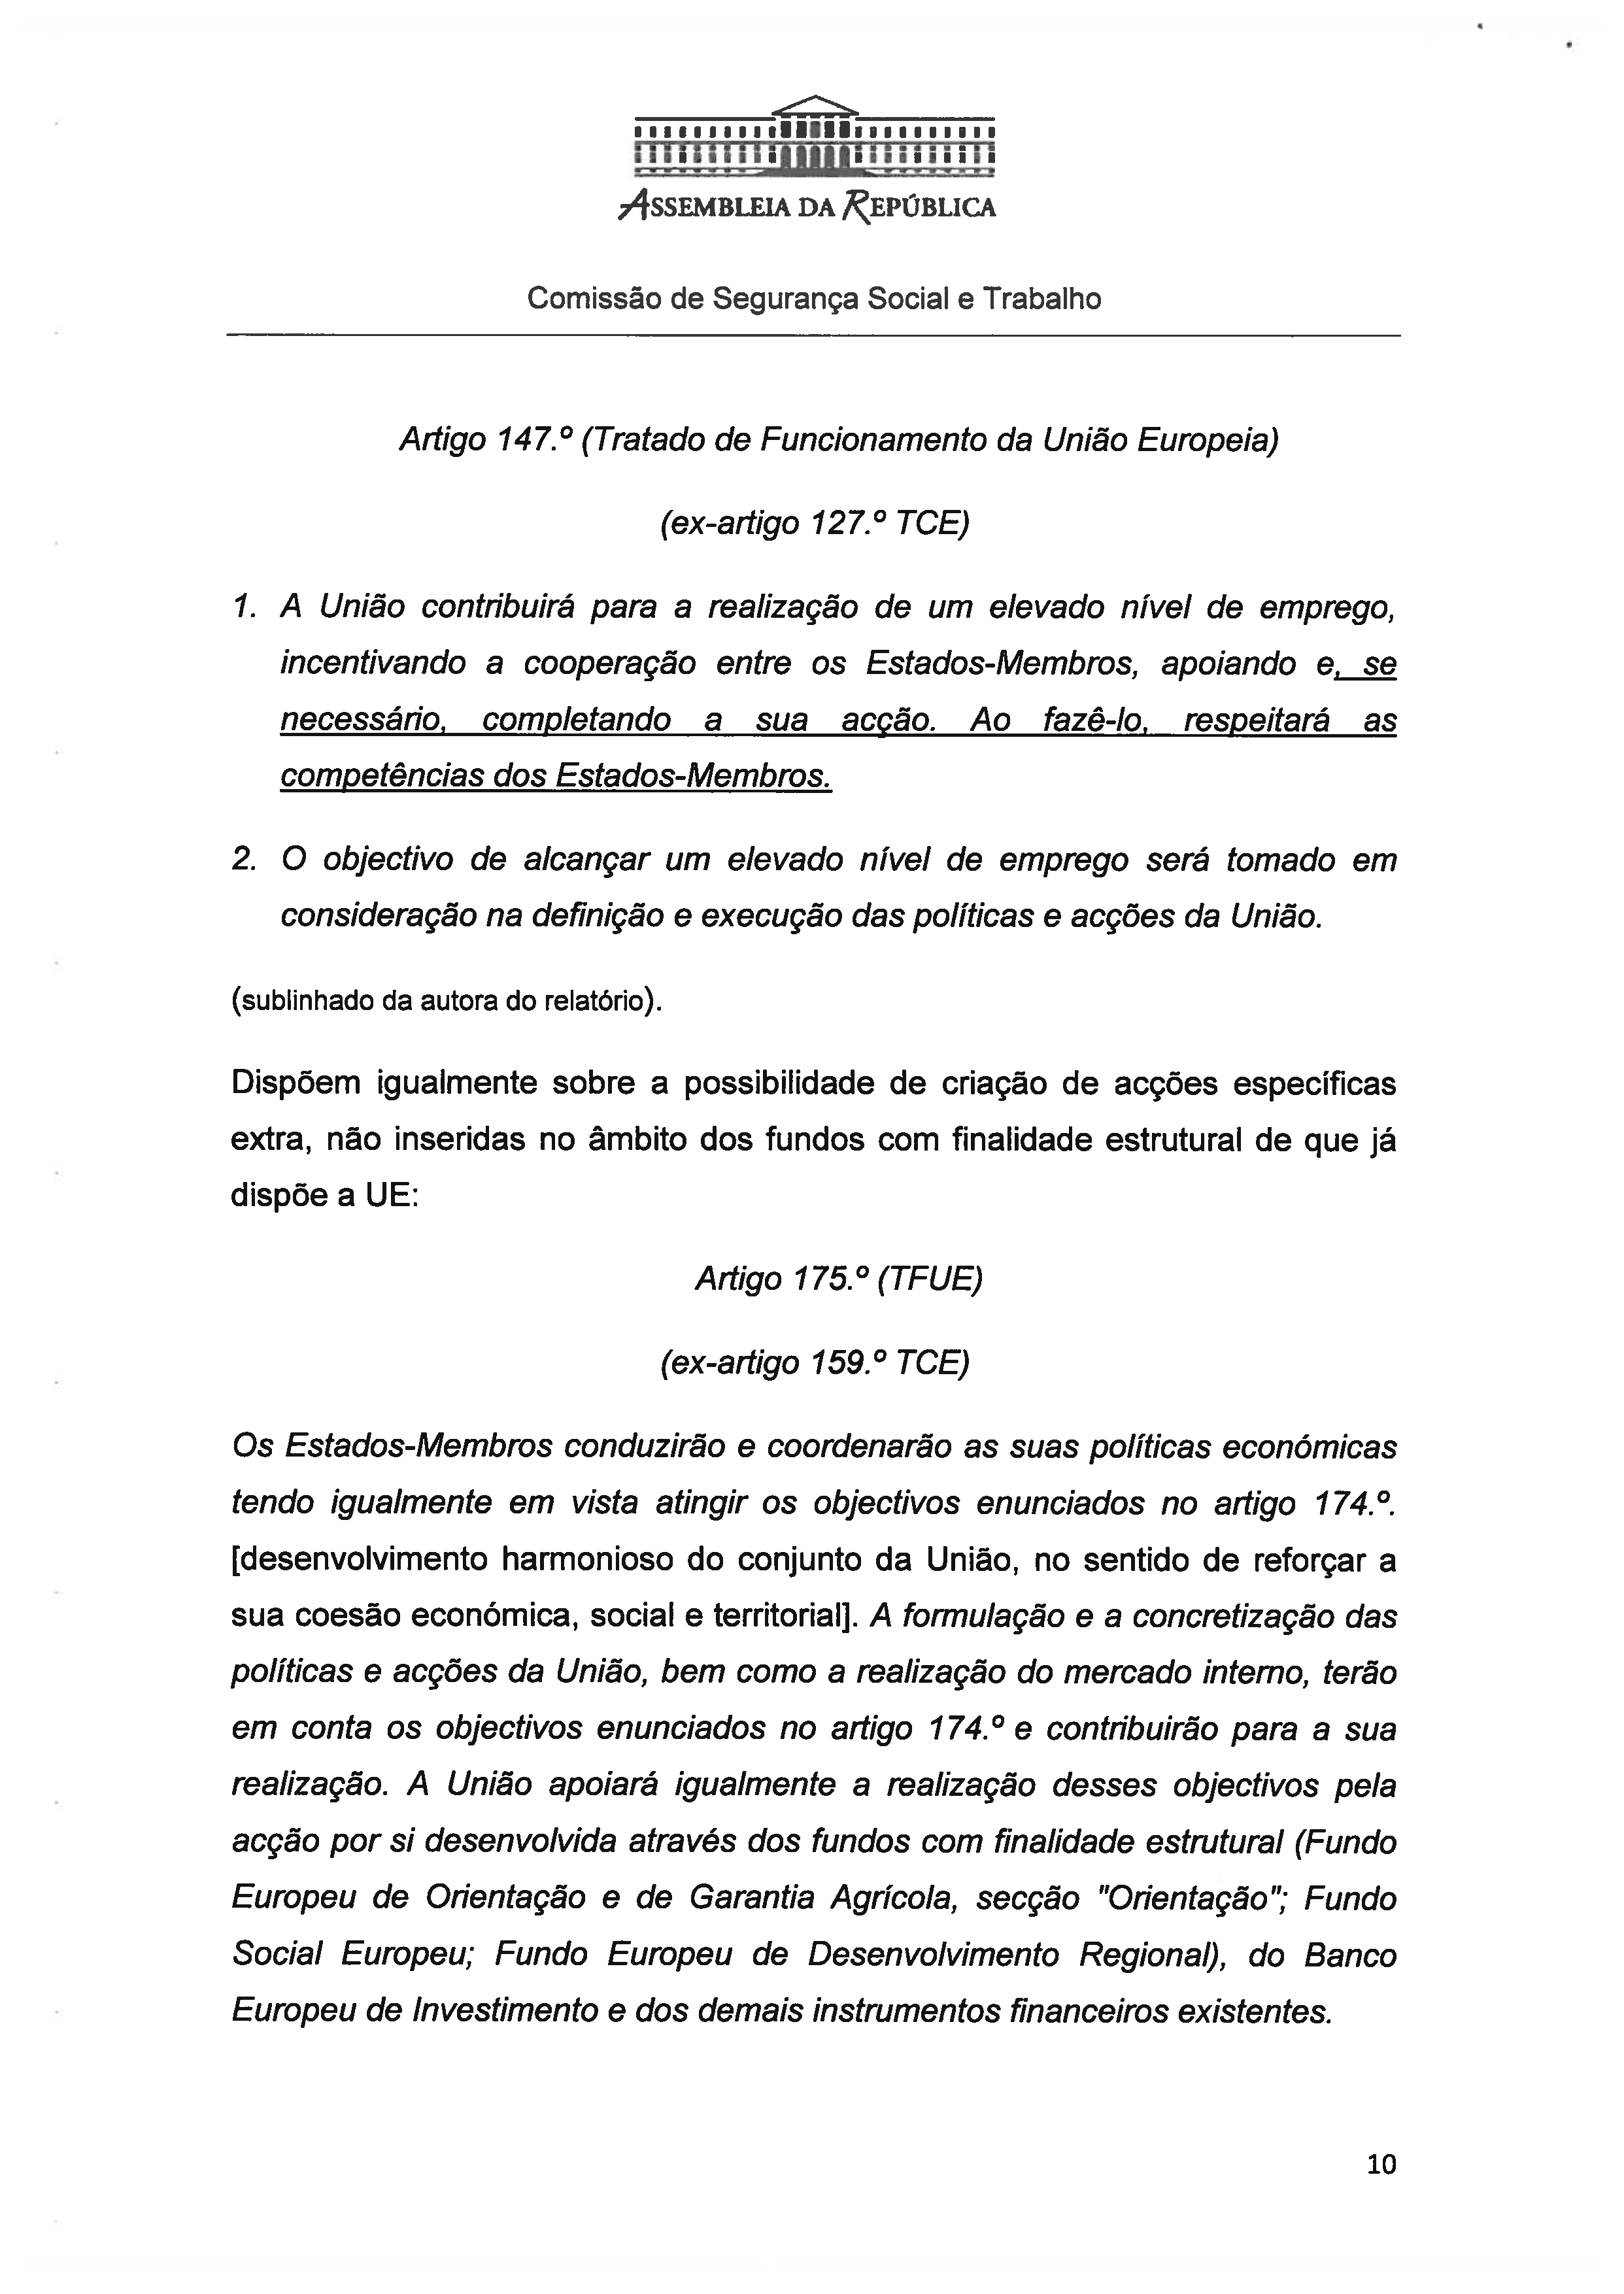 ASSEMBLEIA DA REPÚBLICA
Comissão de Segurança Social e Trabalho
Artigo 147.º (Tratado de Funcionamento da União Europeia)
(ex-artigo 127.º TCE)
1. A União contribuirá para a realização de um elevado nível de emprego,
incentivando a cooperação entre os Estados-Membros, apoiando e, se
necessário, completando a sua acção. Ao fazê-lo, respeitará as
competências dos Estados-Membros.
2. O objectivo de alcançar um elevado nível de emprego será tomado em
consideração na definição e execução das políticas e acções da União.
(sublinhado da autora do relatório).
Dispõem igualmente sobre a possibilidade de criação de acções específicas
extra, não inseridas no âmbito dos fundos com finalidade estrutural de que já
dispõe a UE:
Artigo 175.º (TFUE)
(ex-artigo 159.º TCE)
Os Estados-Membros conduzirão e coordenarão as suas políticas económicas
tendo igualmente em vista atingir os objectivos enunciados no artigo 174.º.
[desenvolvimento harmonioso do conjunto da União, no sentido de reforçar a
sua coesão económica, social e territorial]. A formulação e a concretização das
políticas e acções da União, bem como a realização do mercado interno, terão
em conta os objectivos enunciados no artigo 174.º e contribuirão para a sua
realização. A União apoiará igualmente a realização desses objectivos pela
acção por si desenvolvida através dos fundos com finalidade estrutural (Fundo
Europeu de Orientação e de Garantia Agrícola, secção "Orientação"; Fundo
Social Europeu; Fundo Europeu de Desenvolvimento Regional), do Banco
Europeu de Investimento e dos demais instrumentos financeiros existentes.
10